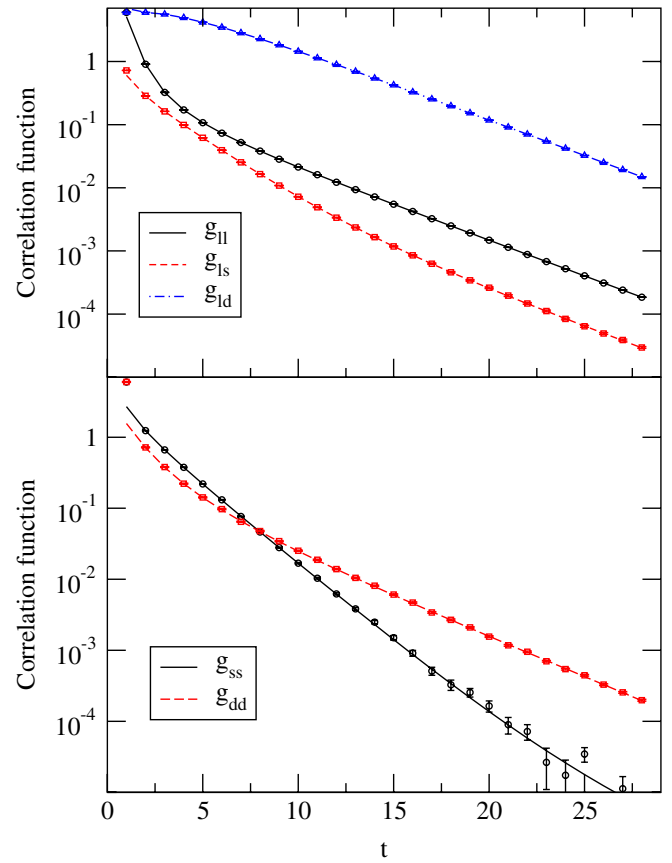 Correlation function
1
10^-1
10^-2
10^-3
10^-4
g_ll
g_ls
g_ld
Correlation function
1
10^-1
10^-2
10^-3
10^-4
g_ss
g_dd
0 5 10 15 20 25
t